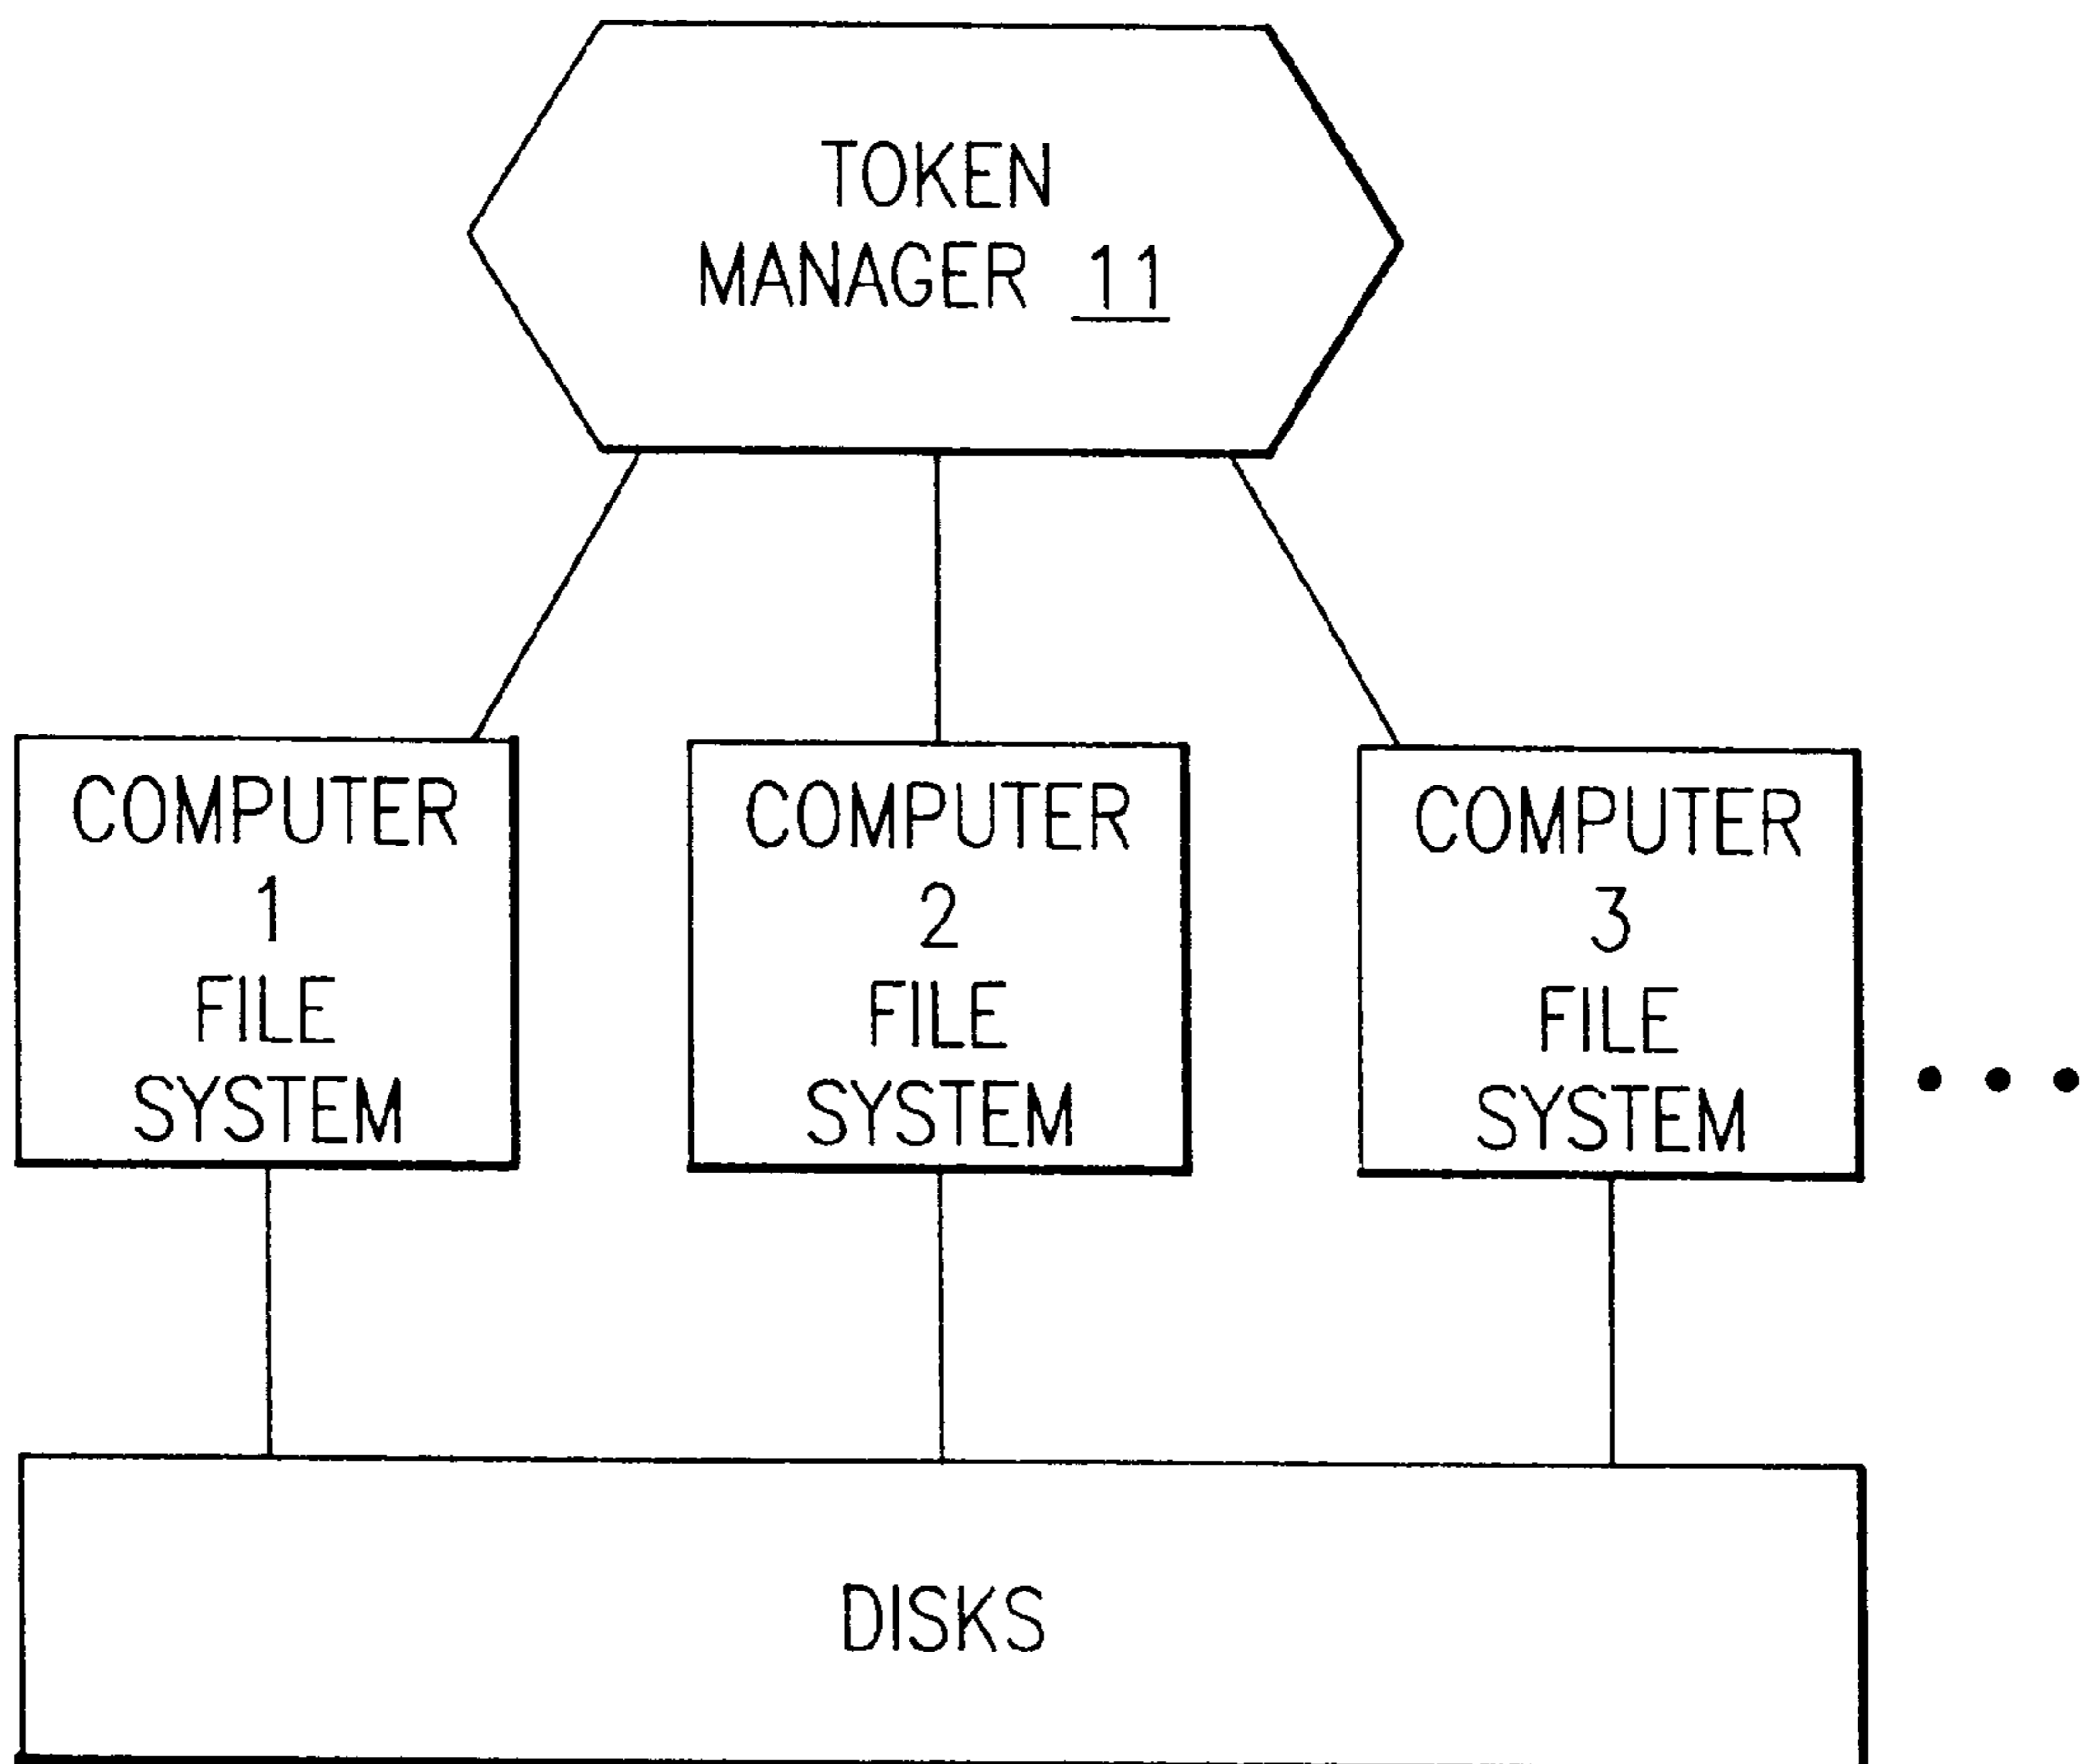 TOKEN
MANAGER 11
COMPUTER
1
FILE
SYSTEM
COMPUTER
2
FILE
SYSTEM
COMPUTER
3
FILE
SYSTEM
DISKS